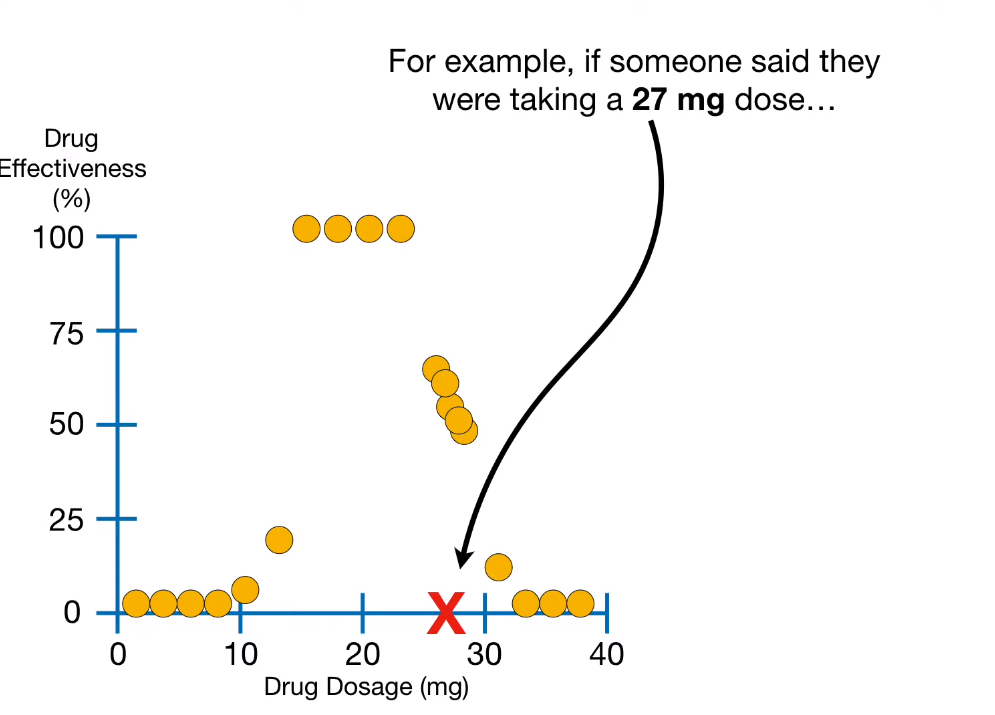 For example, if someone said they
were taking a 27 mg dose…
Drug
Effectiveness
(%)
100
75
50
25
0
X
0 10 20 30 40
Drug Dosage (mg)